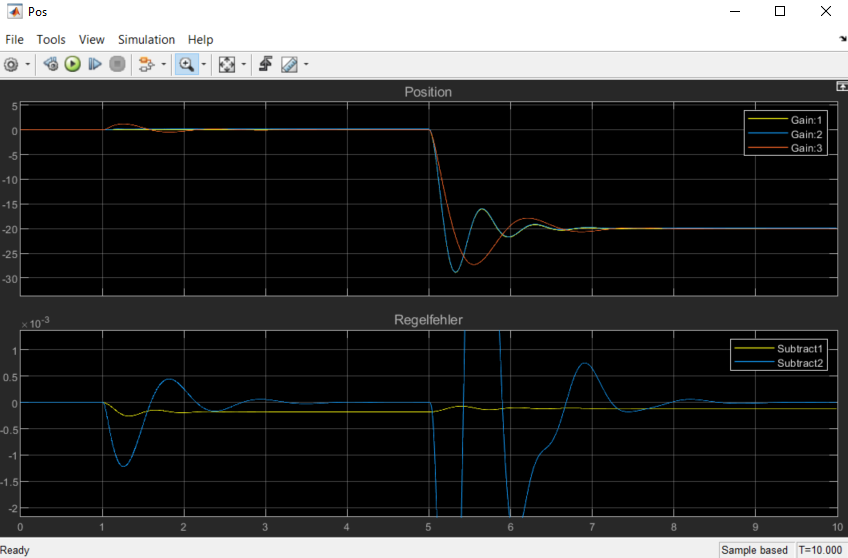 Pos
File Tools View Simulation Help
Position
5
0
-5
-10
-15
-20
-25
-30
Gain:1
Gain:2
Gain:3
Regelfehler
×10-3
1
0.5
0
-0.5
-1
-1.5
-2
Subtract1
Subtract2
0 1 2 3 4 5 6 7 8 9 10
Ready Sample based T=10.000